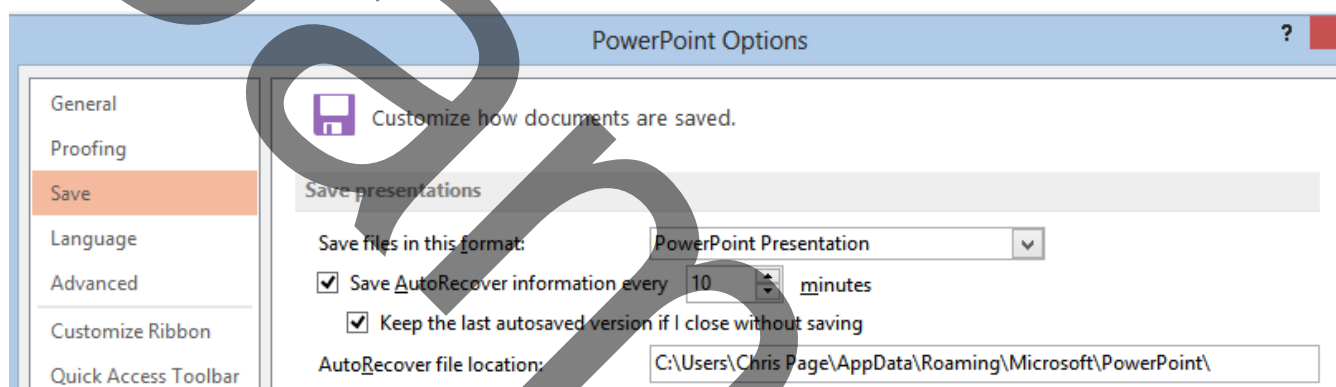 PowerPoint Options ?
General
Proofing
Save
Language
Advanced
Customize Ribbon
Quick Access Toolbar
Customize how documents are saved.
Save presentations
Save files in this format: PowerPoint Presentation
Save AutoRecover information every 10 minutes
Keep the last autosaved version if I close without saving
AutoRecover file location: C:\Users\Chris Page\AppData\Roaming\Microsoft\PowerPoint\